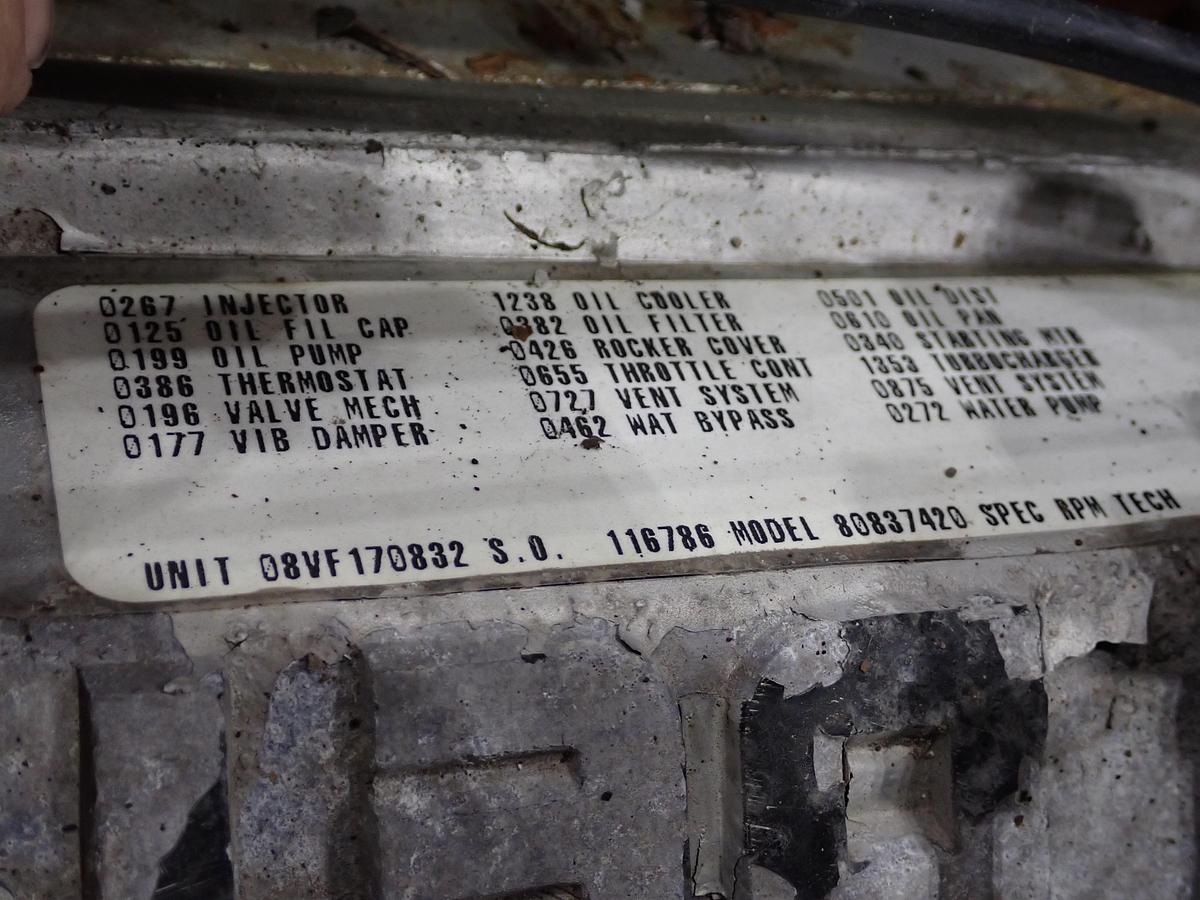 0267 INJECTOR 1238 OIL COOLER 0501 OIL DIST
0125 OIL FIL CAP 0382 OIL FILTER 0610 OIL PAN
0199 OIL PUMP 0426 ROCKER COVER 0340 STARTING MTR
0386 THERMOSTAT 0655 THROTTLE CONT 1353 TURBOCHARGER
0196 VALVE MECH 0727 VENT SYSTEM 0875 VENT SYSTEM
0177 VIB DAMPER 0462 WAT BYPASS 0272 WATER PUMP
UNIT 08VF170832 S.O. 116786 MODEL 80837420 SPEC RPM TECH